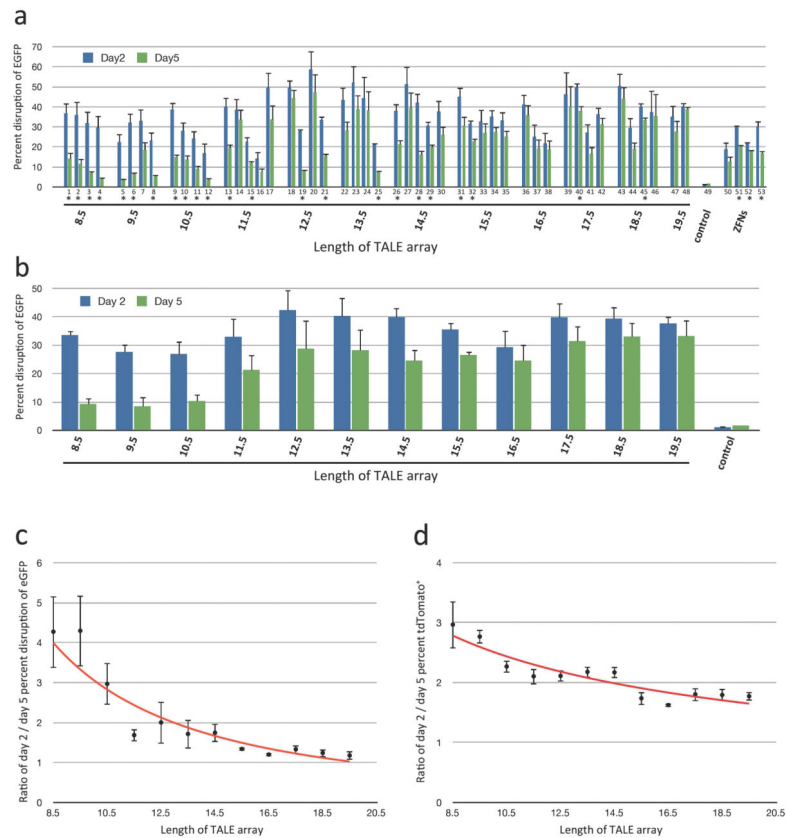 a
70
60
50
40
30
20
10
0
Percent disruption of EGFP
Day2 Day5
1 2 3 4 5 6 7 8 9 10 11 12 13 14 15 16 17 18 19 20 21 22 23 24 25 26 27 28 29 30 31 32 33 34 35 36 37 38 39 40 41 42 43 44 45 46 47 48 49 50 51 52 53
* * * * * * * * * * * * * * * * * * * * * * * * *
8.5 9.5 10.5 11.5 12.5 13.5 14.5 15.5 16.5 17.5 18.5 19.5 control ZFNs
Length of TALE array
b
50
40
30
20
10
0
Percent disruption of EGFP
Day 2 Day 5
8.5 9.5 10.5 11.5 12.5 13.5 14.5 15.5 16.5 17.5 18.5 19.5 control
Length of TALE array
c
6
5
4
3
2
1
0
Ratio of day 2 / day 5 percent disruption of eGFP
8.5 10.5 12.5 14.5 16.5 18.5 20.5
Length of TALE array
d
4
3
2
1
0
Ratio of day 2 / day 5 percent tdTomato⁺
8.5 10.5 12.5 14.5 16.5 18.5 20.5
Length of TALE array